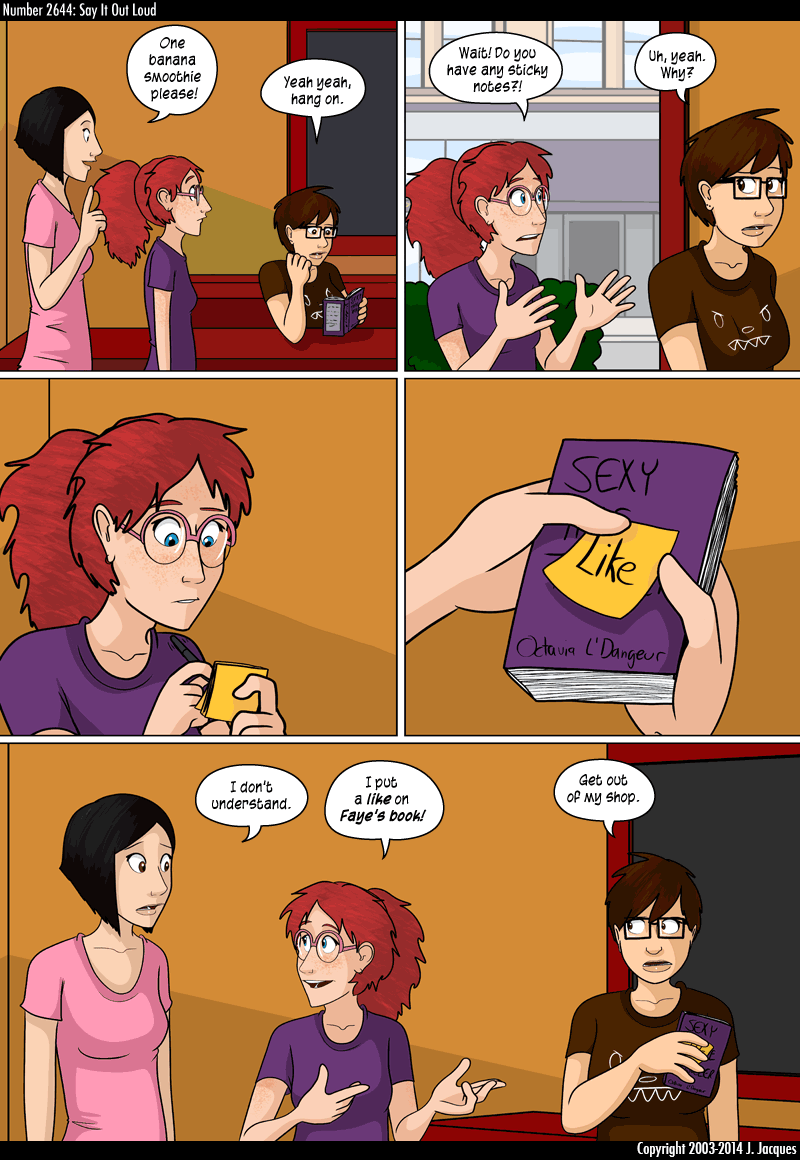 Number 2644: Say It Out Loud
One
banana
smoothie
please!
Yeah yeah,
hang on.
Wait! Do you
have any sticky
notes?!
Uh, yeah.
Why?
SEXY
Like
Octavia L'Dangeur
I don't
understand.
I put
a like on
Faye's book!
Get out
of my shop.
SEXY
Copyright 2003-2014 J. Jacques